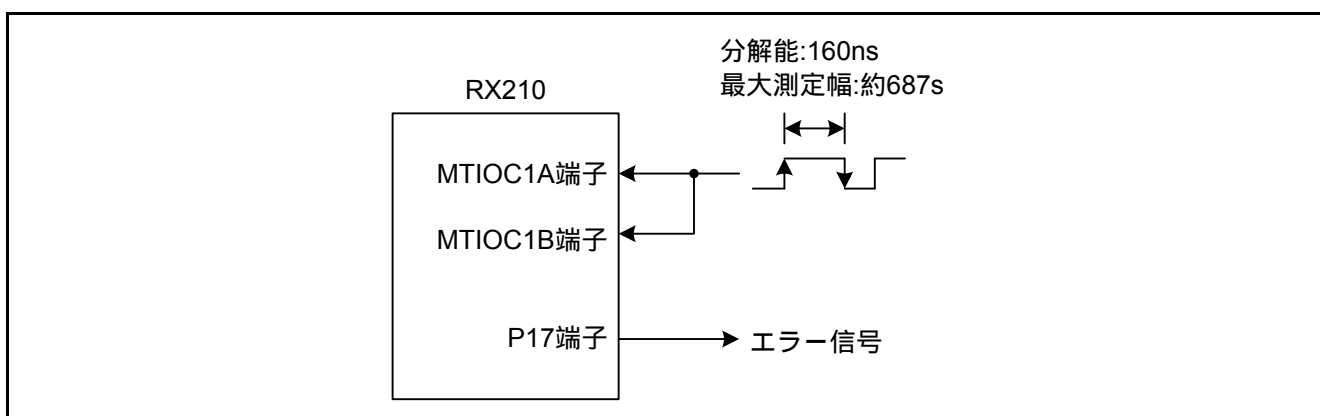 分解能:160ns
最大測定幅:約687s
RX210
MTIOC1A端子
MTIOC1B端子
P17端子
エラー信号